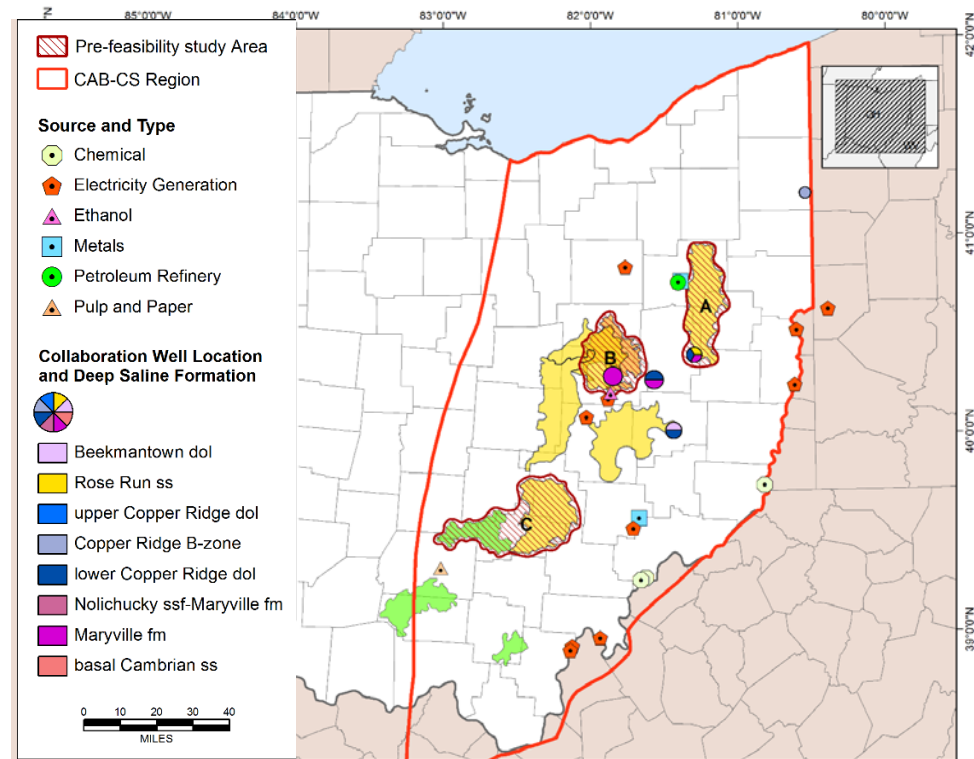 N
85°0'0"W
84°0'0"W
83°0'0"W
82°0'0"W
81°0'0"W
80°0'0"W
42°0'0"N
41°0'0"N
40°0'0"N
39°0'0"N
Pre-feasibility study Area
CAB-CS Region
Source and Type
Chemical
Electricity Generation
Ethanol
Metals
Petroleum Refinery
Pulp and Paper
Collaboration Well Location
and Deep Saline Formation
Beekmantown dol
Rose Run ss
upper Copper Ridge dol
Copper Ridge B-zone
lower Copper Ridge dol
Nolichucky ssf-Maryville fm
Maryville fm
basal Cambrian ss
0 10 20 30 40
MILES
OH
A
B
C